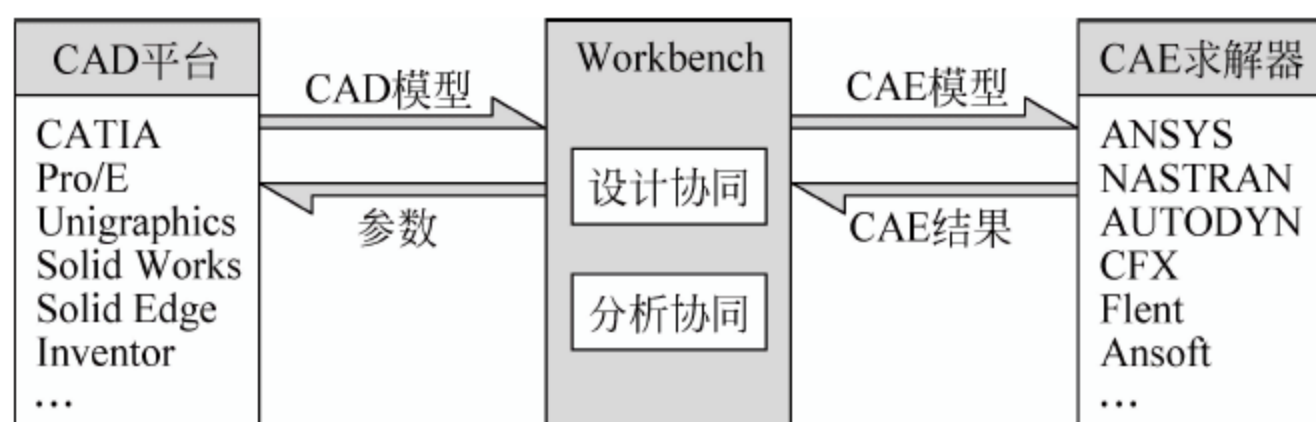 CAD平台
CATIA
Pro/E
Unigraphics
Solid Works
Solid Edge
Inventor
…
CAD模型
参数
Workbench
设计协同
分析协同
CAE模型
CAE结果
CAE求解器
ANSYS
NASTRAN
AUTODYN
CFX
Flent
Ansoft
…